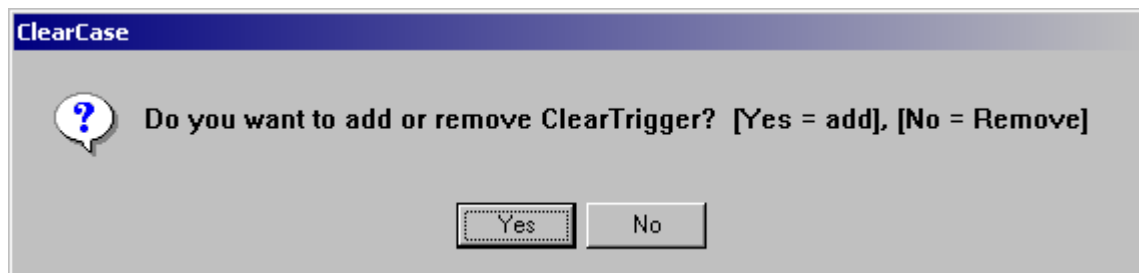 ClearCase
Do you want to add or remove ClearTrigger?  [Yes = add], [No = Remove]
Yes No